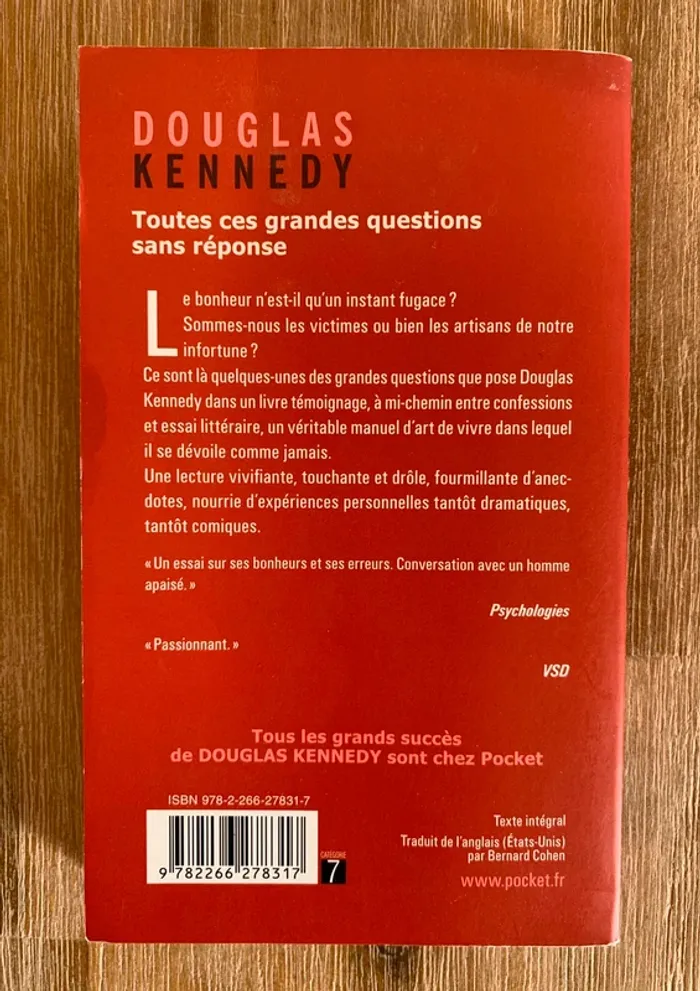 DOUGLAS
KENNEDY
Toutes ces grandes questions
sans réponse
Le bonheur n'est-il qu'un instant fugace ?
Sommes-nous les victimes ou bien les artisans de notre
infortune ?
Ce sont là quelques-unes des grandes questions que pose Douglas
Kennedy dans un livre témoignage, à mi-chemin entre confessions
et essai littéraire, un véritable manuel d'art de vivre dans lequel
il se dévoile comme jamais.
Une lecture vivifiante, touchante et drôle, fourmillante d'anec-
dotes, nourrie d'expériences personnelles tantôt dramatiques,
tantôt comiques.
« Un essai sur ses bonheurs et ses erreurs. Conversation avec un homme
apaisé. »
Psychologies
« Passionnant. »
VSD
Tous les grands succès
de DOUGLAS KENNEDY sont chez Pocket
ISBN 978-2-266-27831-7
9 782266 278317
CATÉGORIE
7
Texte intégral
Traduit de l'anglais (États-Unis)
par Bernard Cohen
www.pocket.fr